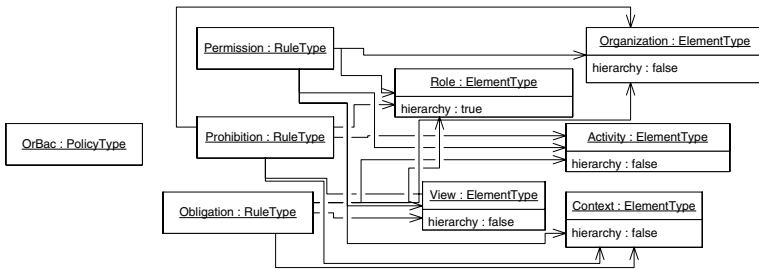 Permission : RuleType
Organization : ElementType
hierarchy : false
Role : ElementType
hierarchy : true
OrBac : PolicyType
Prohibition : RuleType
Activity : ElementType
hierarchy : false
Obligation : RuleType
View : ElementType
hierarchy : false
Context : ElementType
hierarchy : false